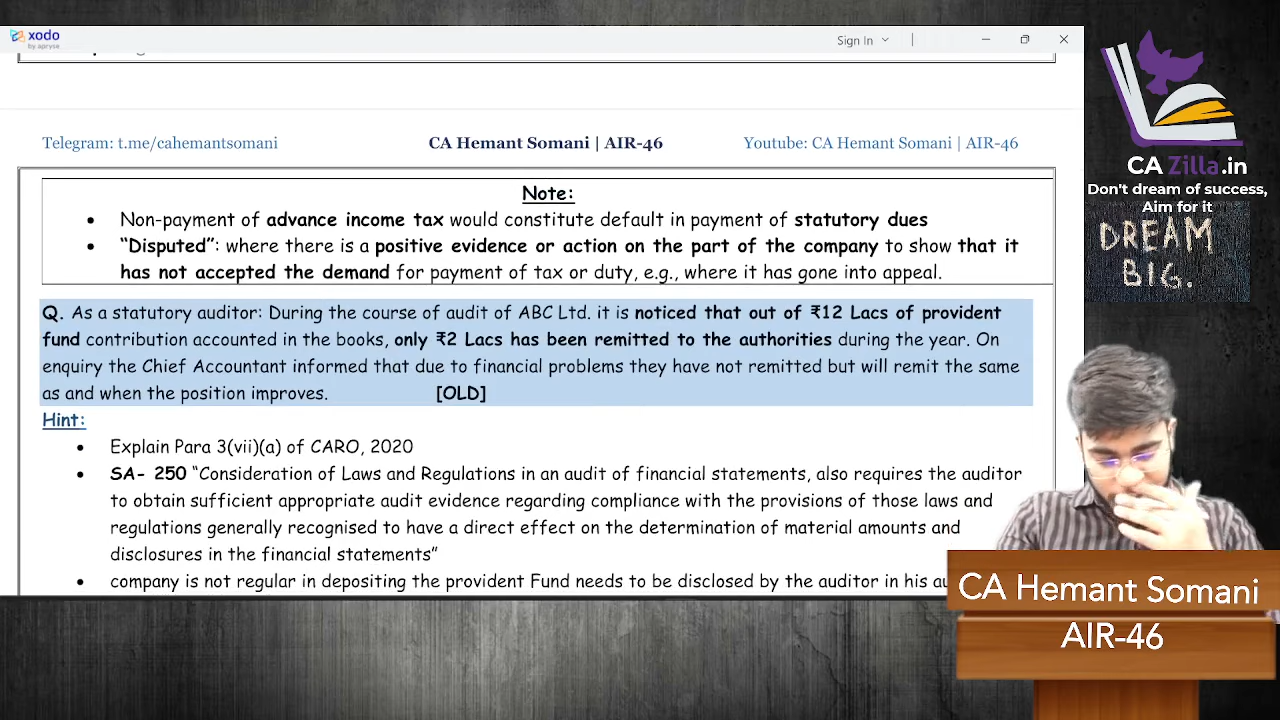 xodo
by apryse
Sign In
Telegram: t.me/cahemantsomani
CA Hemant Somani | AIR-46
Youtube: CA Hemant Somani | AIR-46
Note:
• Non-payment of advance income tax would constitute default in payment of statutory dues
• “Disputed”: where there is a positive evidence or action on the part of the company to show that it
has not accepted the demand for payment of tax or duty, e.g., where it has gone into appeal.
Q. As a statutory auditor: During the course of audit of ABC Ltd. it is noticed that out of ₹12 Lacs of provident
fund contribution accounted in the books, only ₹2 Lacs has been remitted to the authorities during the year. On
enquiry the Chief Accountant informed that due to financial problems they have not remitted but will remit the same
as and when the position improves. [OLD]
Hint:
• Explain Para 3(vii)(a) of CARO, 2020
• SA- 250 “Consideration of Laws and Regulations in an audit of financial statements, also requires the auditor
to obtain sufficient appropriate audit evidence regarding compliance with the provisions of those laws and
regulations generally recognised to have a direct effect on the determination of material amounts and
disclosures in the financial statements”
• company is not regular in depositing the provident Fund needs to be disclosed by the auditor in his
CA Zilla.in
Don't dream of success,
Aim for it
DREAM
BIG.
CA Hemant Somani
AIR-46